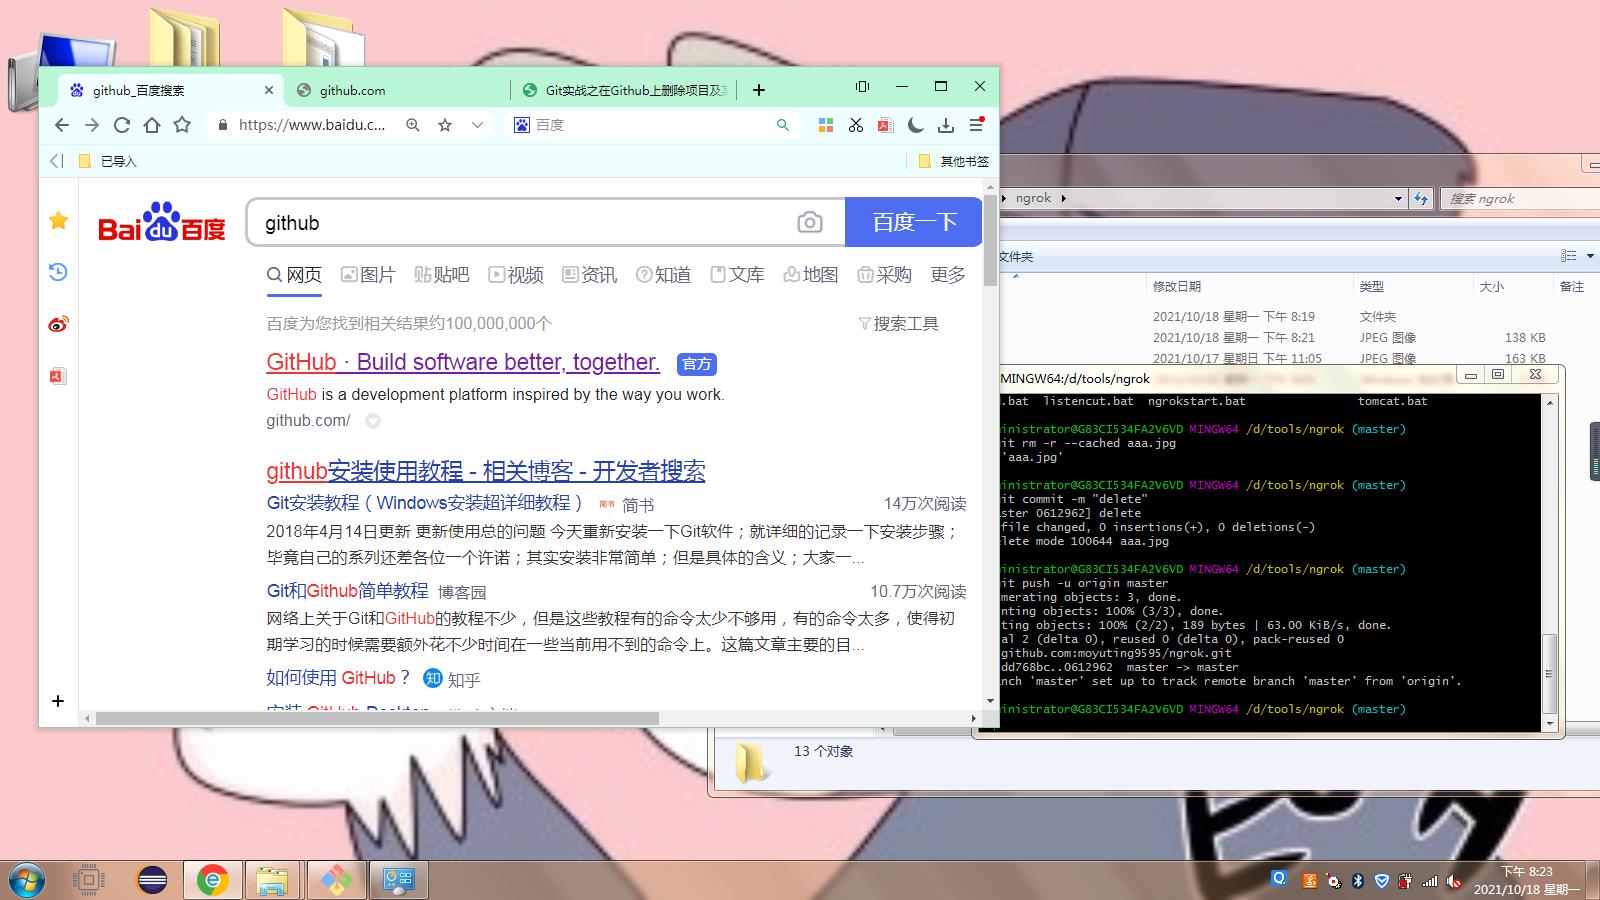 github_百度搜索
github.com
Git实战之在Github上删除项目及
https://www.baidu.c...
百度
已导入
其他书签
Bai du 百度
github
百度一下
网页
图片
贴吧
视频
资讯
知道
文库
地图
采购
更多
百度为您找到相关结果约100,000,000个
搜索工具
GitHub · Build software better, together.
官方
GitHub is a development platform inspired by the way you work.
github.com/
github安装使用教程 - 相关博客 - 开发者搜索
Git安装教程（Windows安装超详细教程）
简书
简书
14万次阅读
2018年4月14日更新 更新使用总的问题 今天重新安装一下Git软件；就详细的记录一下安装步骤；
毕竟自己的系列还差各位一个许诺；其实安装非常简单；但是具体的含义；大家一...
Git和Github简单教程
博客园
10.7万次阅读
网络上关于Git和GitHub的教程不少，但是这些教程有的命令太少不够用，有的命令太多，使得初
期学习的时候需要额外花不少时间在一些当前用不到的命令上。这篇文章主要的目...
如何使用 GitHub？
知 知乎
安装 GitHub Desktop
ngrok
搜索 ngrok
文件夹
修改日期
类型
大小
备注
2021/10/18 星期一 下午 8:19
文件夹
2021/10/18 星期一 下午 8:21
JPEG 图像
138 KB
2021/10/17 星期日 下午 11:05
JPEG 图像
163 KB
MINGW64:/d/tools/ngrok
.bat listencut.bat ngrokstart.bat tomcat.bat
inistrator@G83CI534FA2V6VD MINGW64 /d/tools/ngrok (master)
it rm -r --cached aaa.jpg
'aaa.jpg'
inistrator@G83CI534FA2V6VD MINGW64 /d/tools/ngrok (master)
it commit -m "delete"
ster 0612962] delete
file changed, 0 insertions(+), 0 deletions(-)
lete mode 100644 aaa.jpg
inistrator@G83CI534FA2V6VD MINGW64 /d/tools/ngrok (master)
it push -u origin master
merating objects: 3, done.
nting objects: 100% (3/3), done.
ting objects: 100% (2/2), 189 bytes | 63.00 KiB/s, done.
al 2 (delta 0), reused 0 (delta 0), pack-reused 0
github.com:moyuting9595/ngrok.git
dd768bc..0612962 master -> master
nch 'master' set up to track remote branch 'master' from 'origin'.
inistrator@G83CI534FA2V6VD MINGW64 /d/tools/ngrok (master)
13 个对象
下午 8:23
2021/10/18 星期一